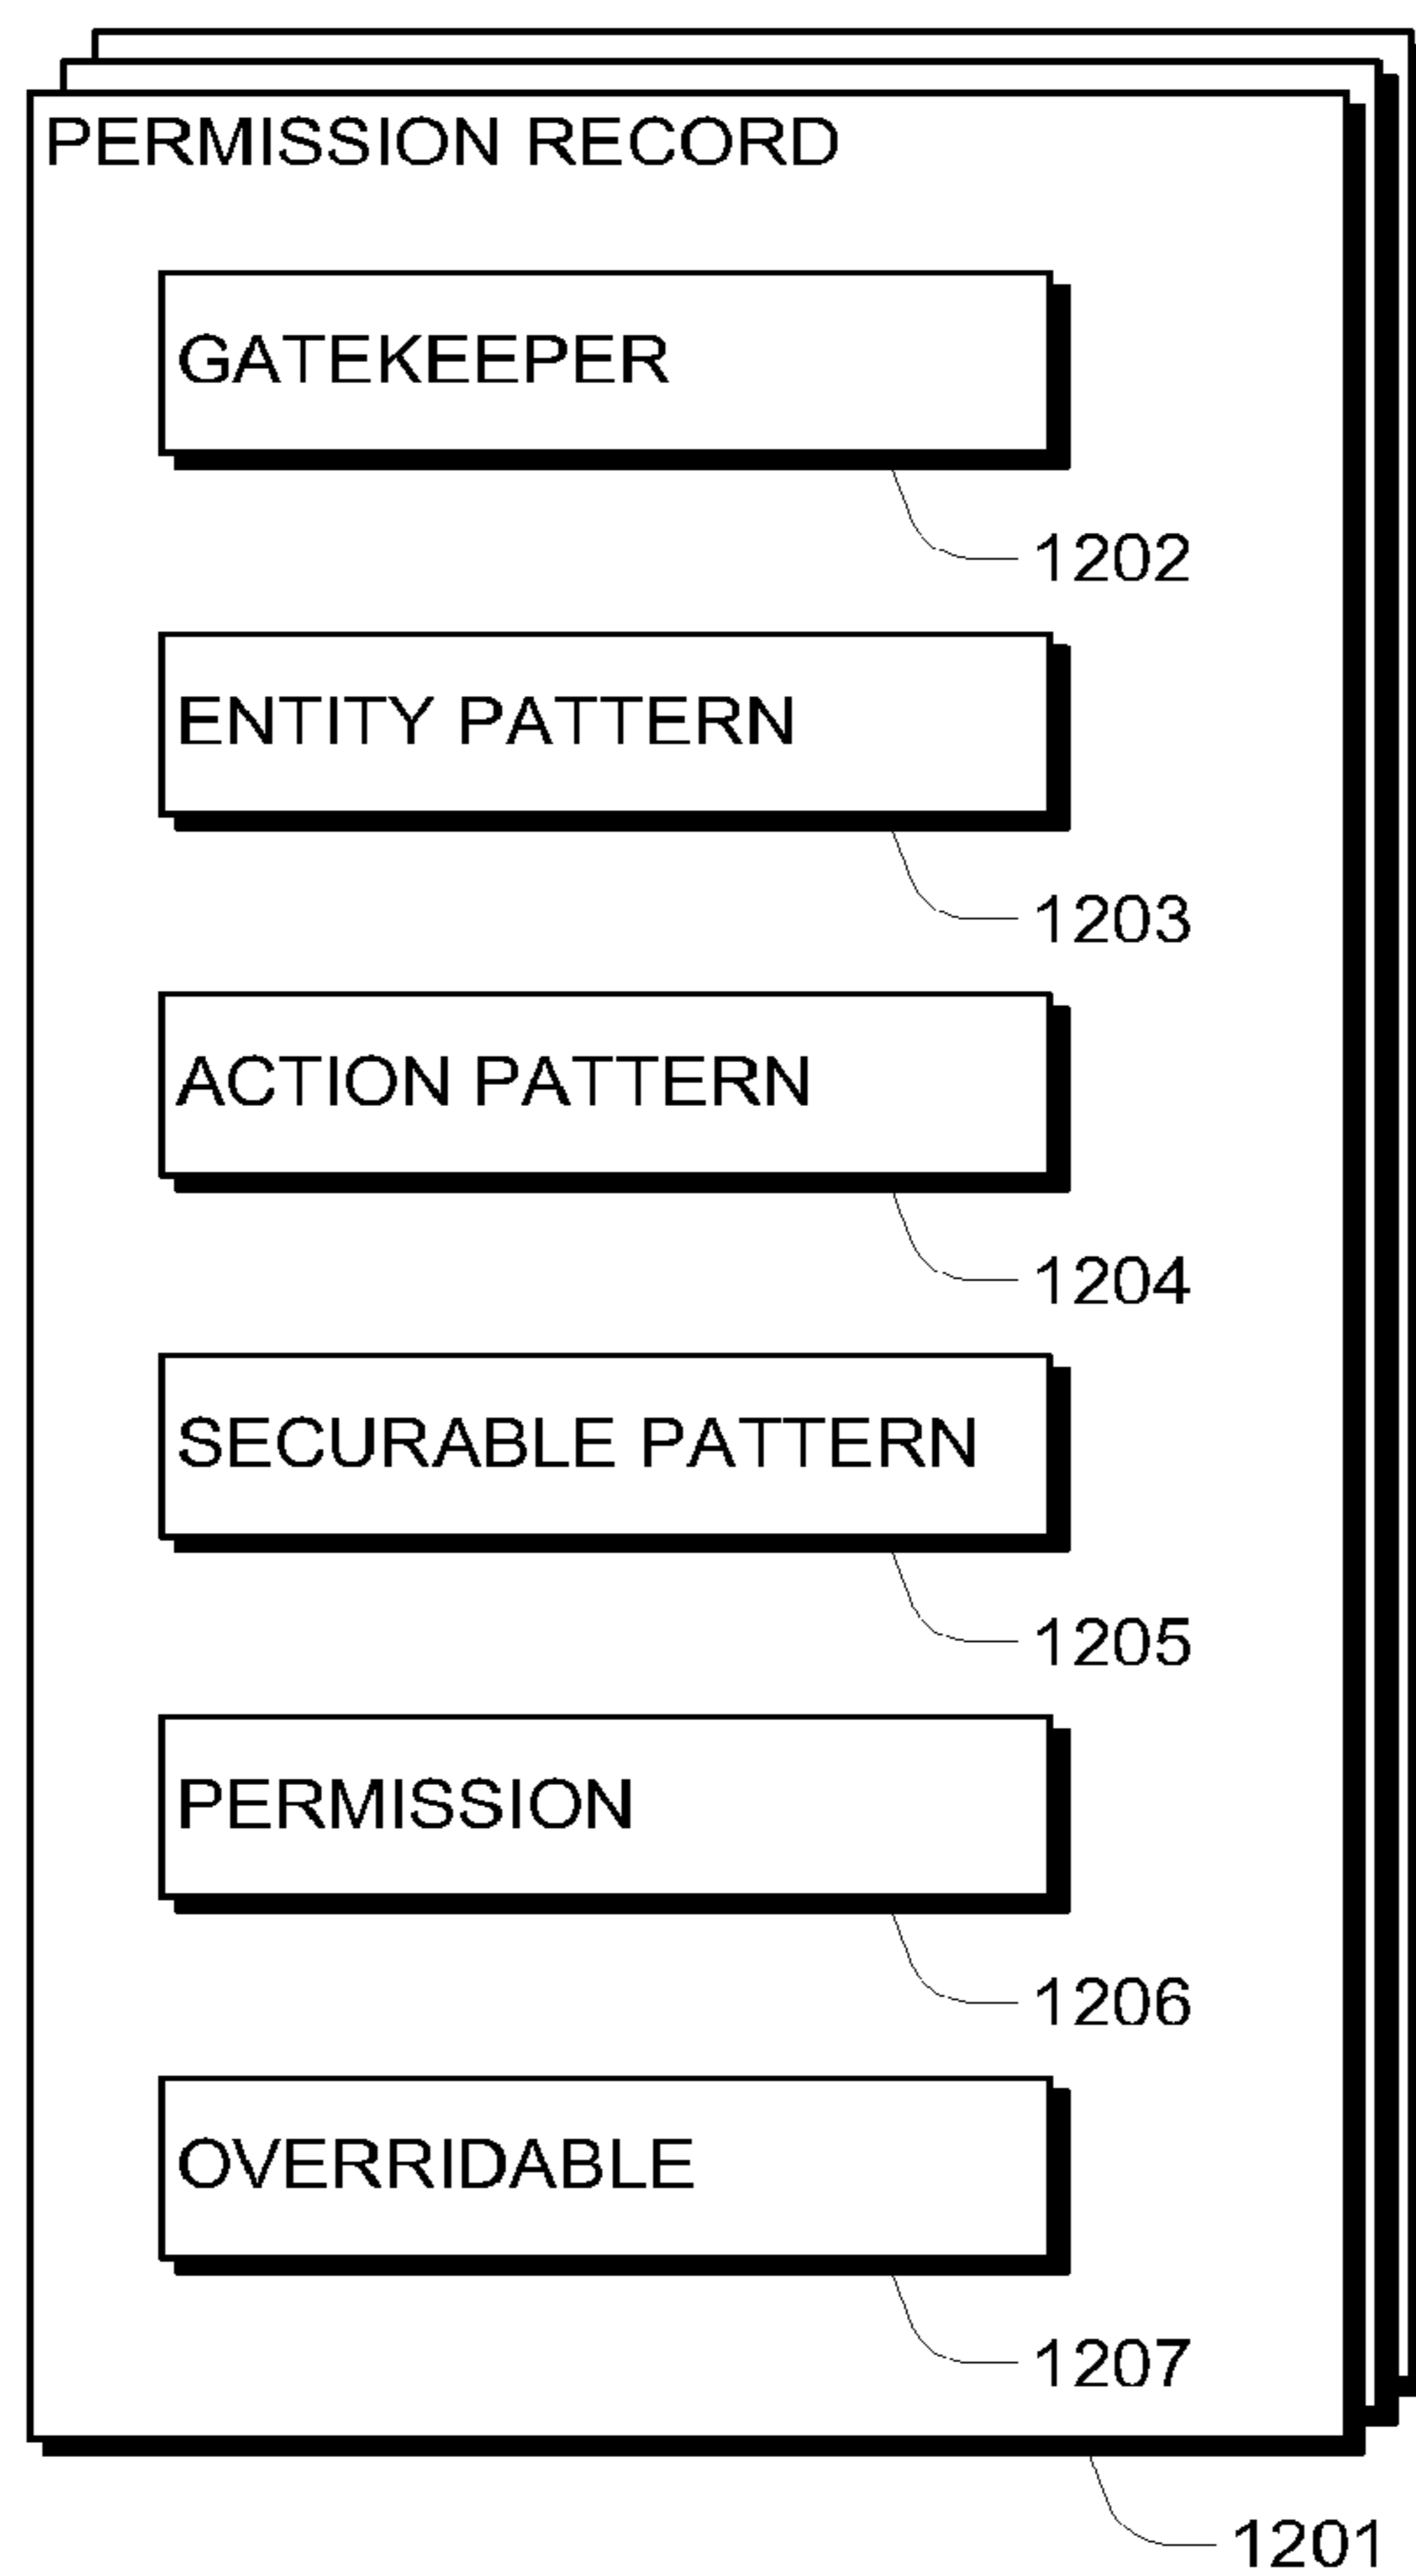 PERMISSION RECORD
GATEKEEPER
1202
ENTITY PATTERN
1203
ACTION PATTERN
1204
SECURABLE PATTERN
1205
PERMISSION
1206
OVERRIDABLE
1207
1201